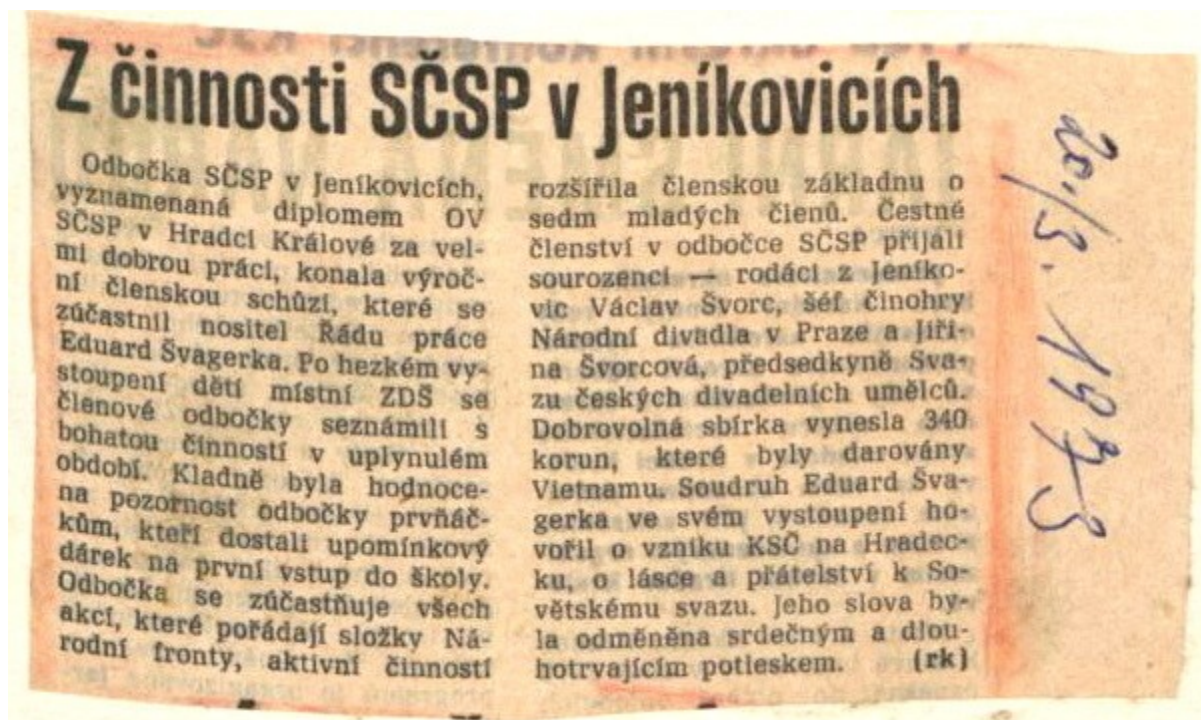 Z činnosti SČSP v Jeníkovicích
Odbočka SČSP v Jeníkovicích,
vyznamenaná diplomem OV
SČSP v Hradci Králové za vel-
mi dobrou práci, konala výroč-
ní členskou schůzi, které se
zúčastnil nositel Řádu práce
Eduard Švagerka. Po hezkém vy-
stoupení dětí místní ZDŠ se
členové odbočky seznámili s
bohatou činností v uplynulém
období. Kladně byla hodnoce-
na pozornost odbočky prvňáč-
kům, kteří dostali upomínkový
dárek na první vstup do školy.
Odbočka se zúčastňuje všech
akcí, které pořádají složky Ná-
rodní fronty, aktivní činností
rozšířila členskou základnu o
sedm mladých členů. Čestné
členství v odbočce SČSP přijali
sourozenci — rodáci z Jeníko-
vic Václav Švorc, šéf činohry
Národní divadla v Praze a Jiři-
na Švorcová, předsedkyně Sva-
zu českých divadelních umělců.
Dobrovolná sbírka vynesla 340
korun, které byly darovány
Vietnamu. Soudruh Eduard Šva-
gerka ve svém vystoupení ho-
vořil o vzniku KSČ na Hradec-
ku, o lásce a přátelství k So-
větskému svazu. Jeho slova by-
la odměněna srdečným a dlou-
hotrvajícím potleskem. (rk)
20./3. 1973